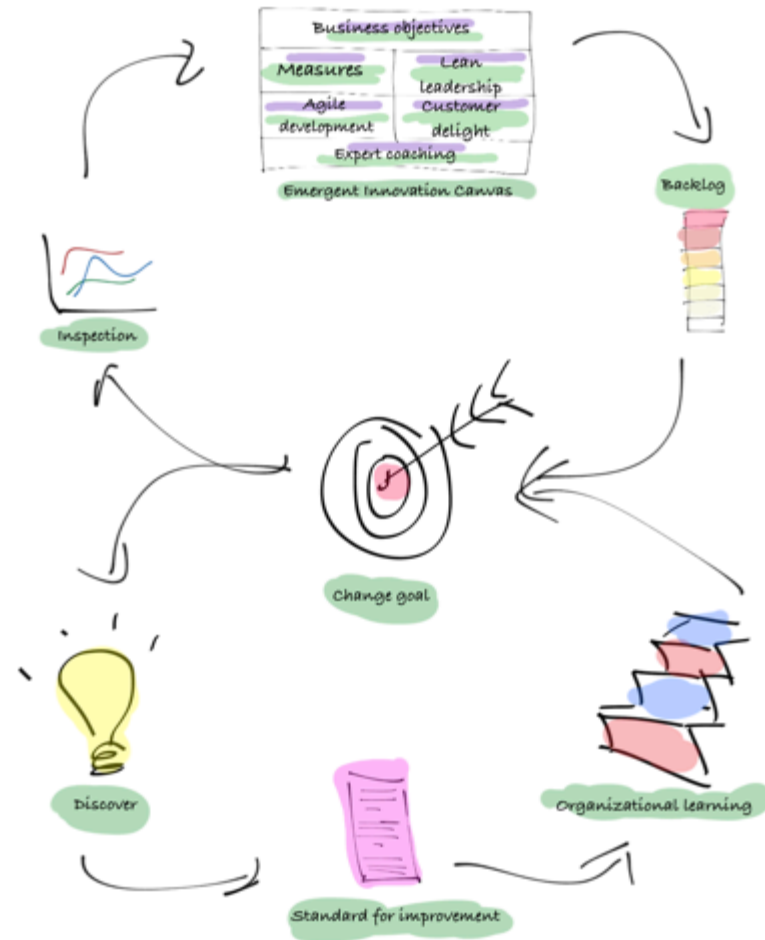 Business objectives
Measures
Lean
leadership
Agile
development
Customer
delight
Expert coaching
Emergent Innovation Canvas
Backlog
Inspection
Change goal
Discover
Organizational learning
Standard for improvement